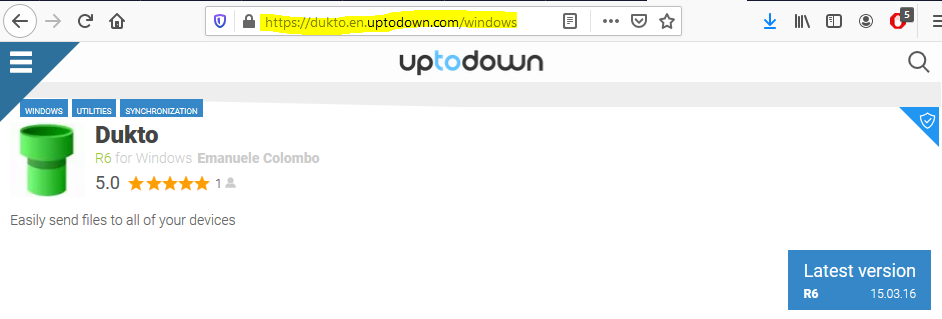 https://dukto.en.uptodown.com/windows
5
uptodown
WINDOWS UTILITIES SYNCHRONIZATION
Dukto
R6 for Windows Emanuele Colombo
5.0 1
Easily send files to all of your devices
Latest version
R6 15.03.16